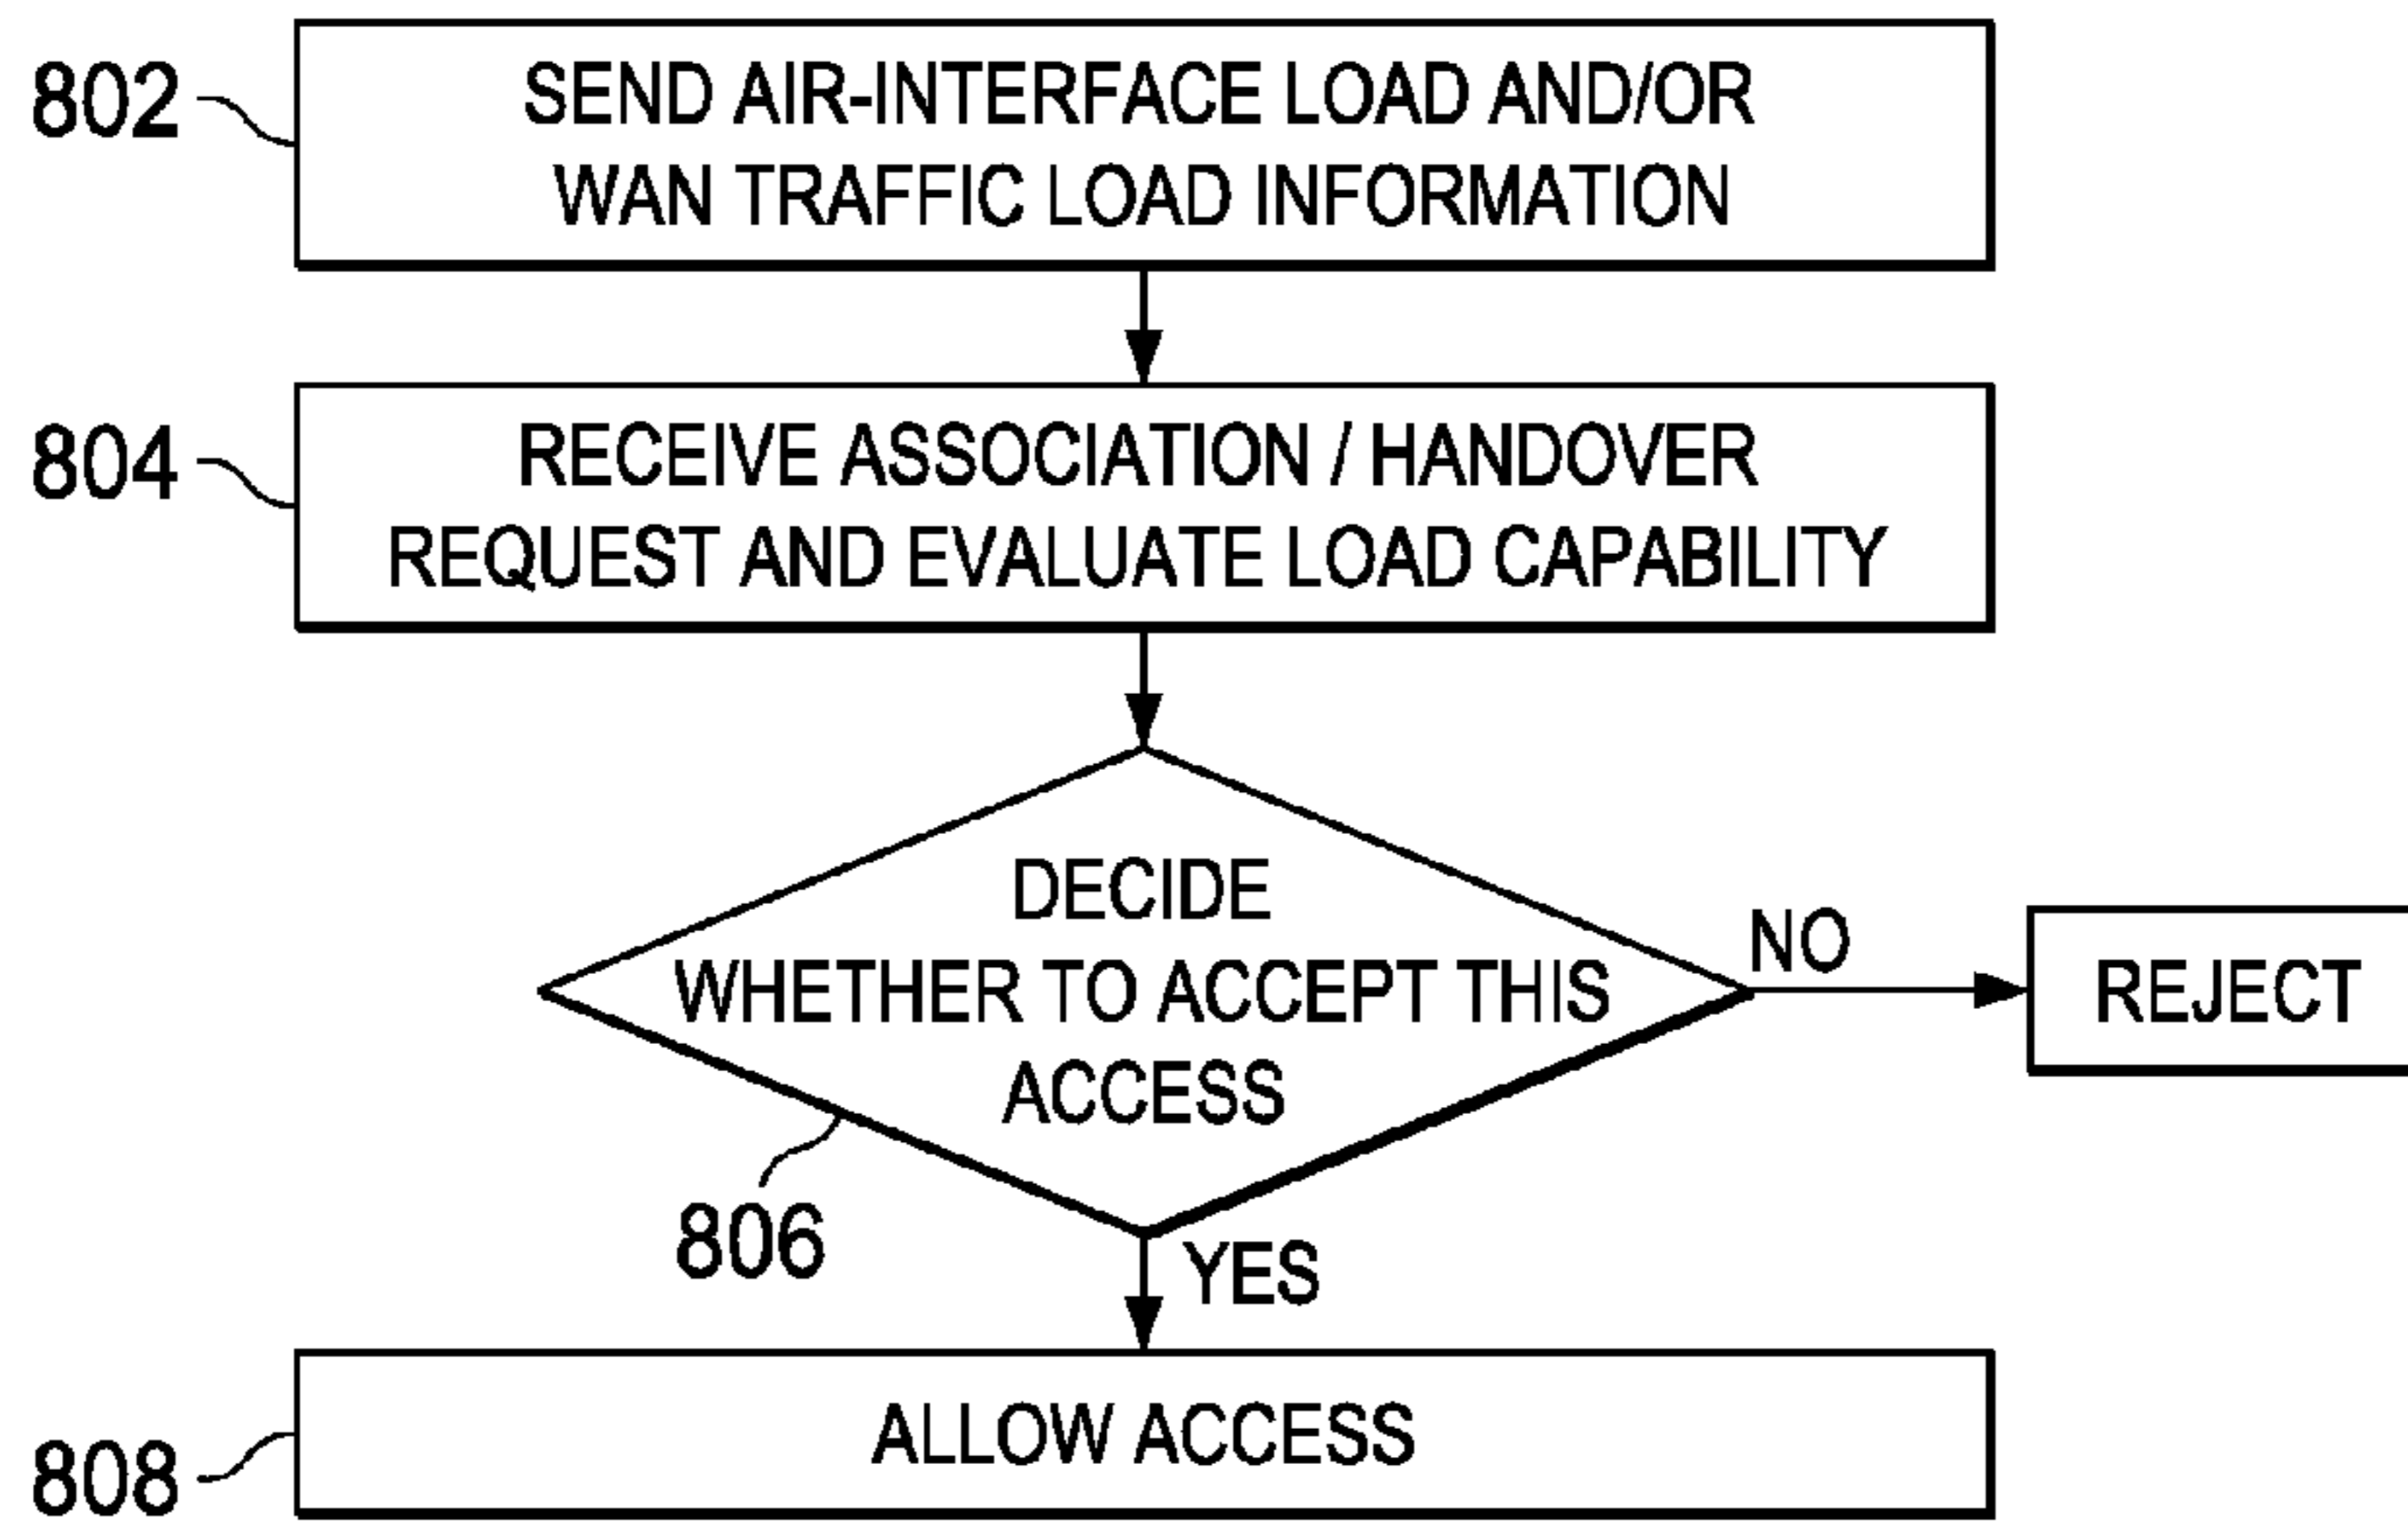 802
SEND AIR-INTERFACE LOAD AND/OR
WAN TRAFFIC LOAD INFORMATION
804
RECEIVE ASSOCIATION / HANDOVER
REQUEST AND EVALUATE LOAD CAPABILITY
DECIDE
WHETHER TO ACCEPT THIS
ACCESS
NO
REJECT
806
YES
808
ALLOW ACCESS